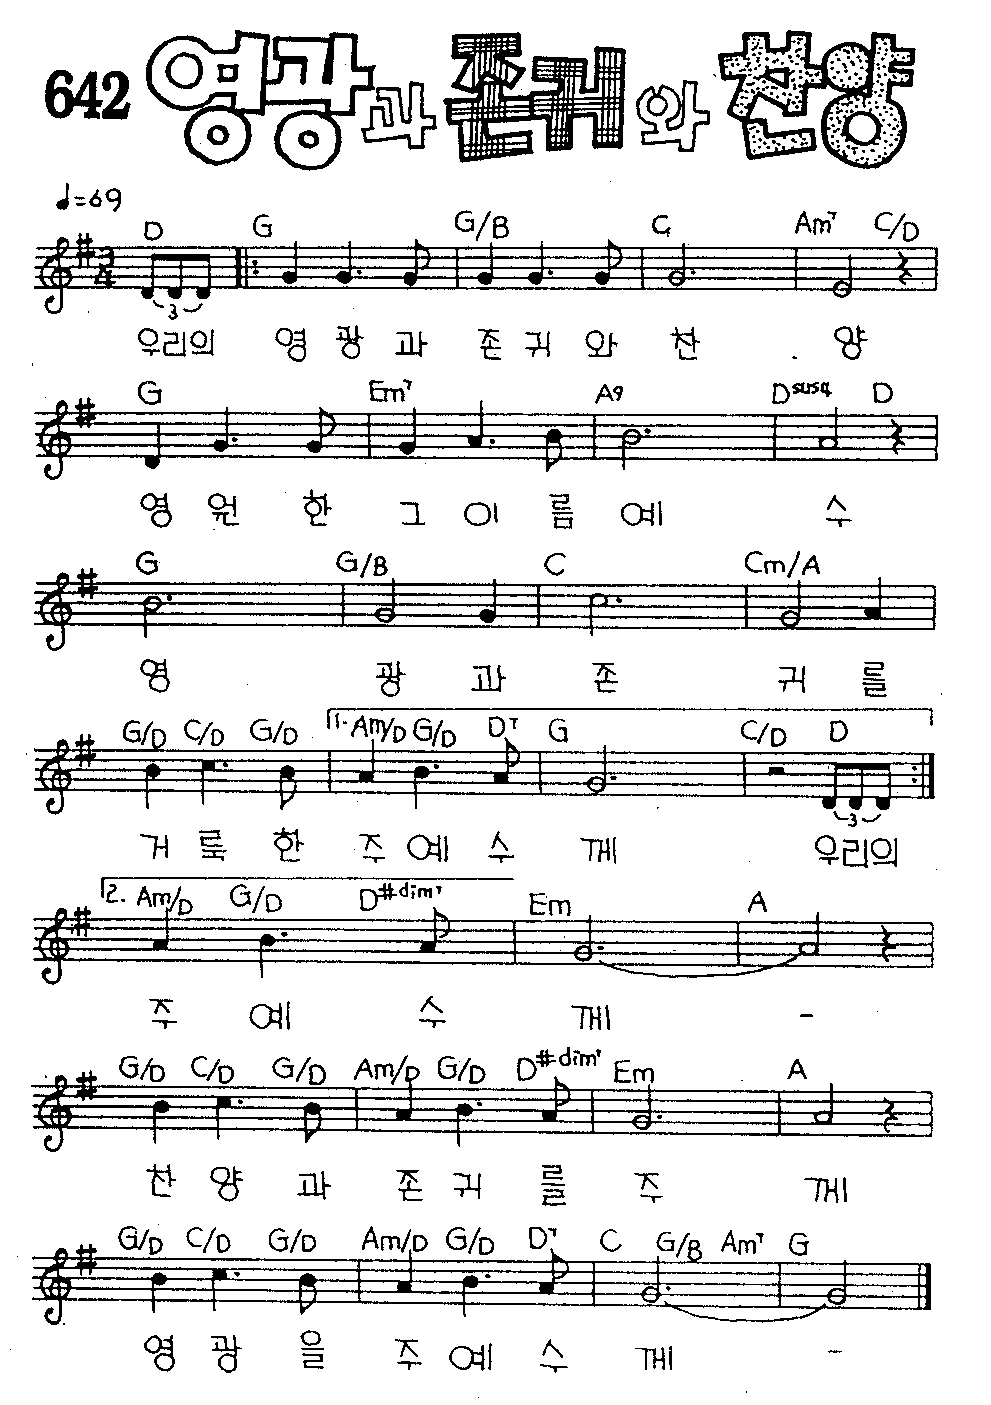 642 영광과 존귀와 찬양
♩=69
D G G/B C Am7 C/D
3/4
3
우리의 영 광 과 존 귀 와 찬 양
G Em7 A9 Dsus4 D
영 원 한 그 이 름 예 수
G G/B C Cm/A
영 광 과 존 귀 를
G/D C/D G/D 1. Am/D G/D D7 G C/D D
3
거 룩 한 주 예 수 께 우리의
2. Am/D G/D D#dim7 Em A
주 예 수 께 -
G/D C/D G/D Am/D G/D D#dim7 Em A
찬 양 과 존 귀 를 주 께
G/D C/D G/D Am/D G/D D7 C G/B Am7 G
영 광 을 주 예 수 께 -